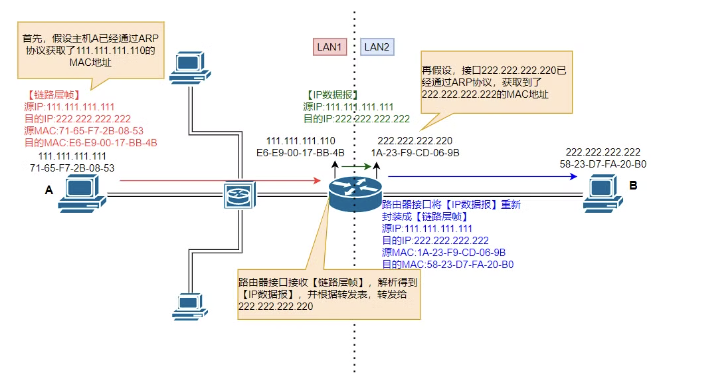 首先，假设主机A已经通过ARP
协议获取了111.111.111.110的
MAC地址
LAN1
LAN2
再假设，接口222.222.222.220已
经通过ARP协议，获取到了
222.222.222.222的MAC地址
【链路层帧】
源IP:111.111.111.111
目的IP:222.222.222.222
源MAC:71-65-F7-2B-08-53
目的MAC:E6-E9-00-17-BB-4B
【IP数据报】
源IP:111.111.111.111
目的IP:222.222.222.222
111.111.111.111
71-65-F7-2B-08-53
A
111.111.111.110
E6-E9-00-17-BB-4B
222.222.222.220
1A-23-F9-CD-06-9B
222.222.222.222
58-23-D7-FA-20-B0
B
路由器接口将【IP数据报】重新
封装成【链路层帧】
源IP:111.111.111.111
目的IP:222.222.222.222
源MAC:1A-23-F9-CD-06-9B
目的MAC:58-23-D7-FA-20-B0
路由器接口接收【链路层帧】，解析得到
【IP数据报】，并根据转发表，转发给
222.222.222.220